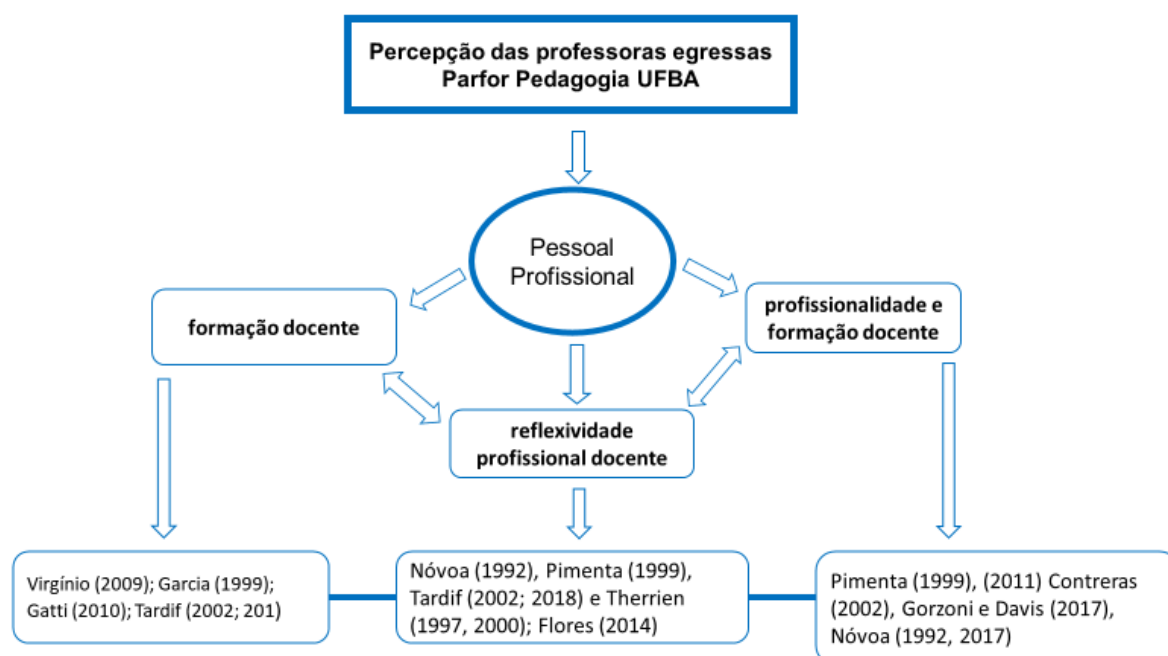 Percepção das professoras egressas
Parfor Pedagogia UFBA
Pessoal
Profissional
formação docente
profissionalidade e
formação docente
reflexividade
profissional docente
Virgínio (2009); Garcia (1999);
Gatti (2010); Tardif (2002; 201)
Nóvoa (1992), Pimenta (1999),
Tardif (2002; 2018) e Therrien
(1997, 2000); Flores (2014)
Pimenta (1999), (2011) Contreras
(2002), Gorzoni e Davis (2017),
Nóvoa (1992, 2017)